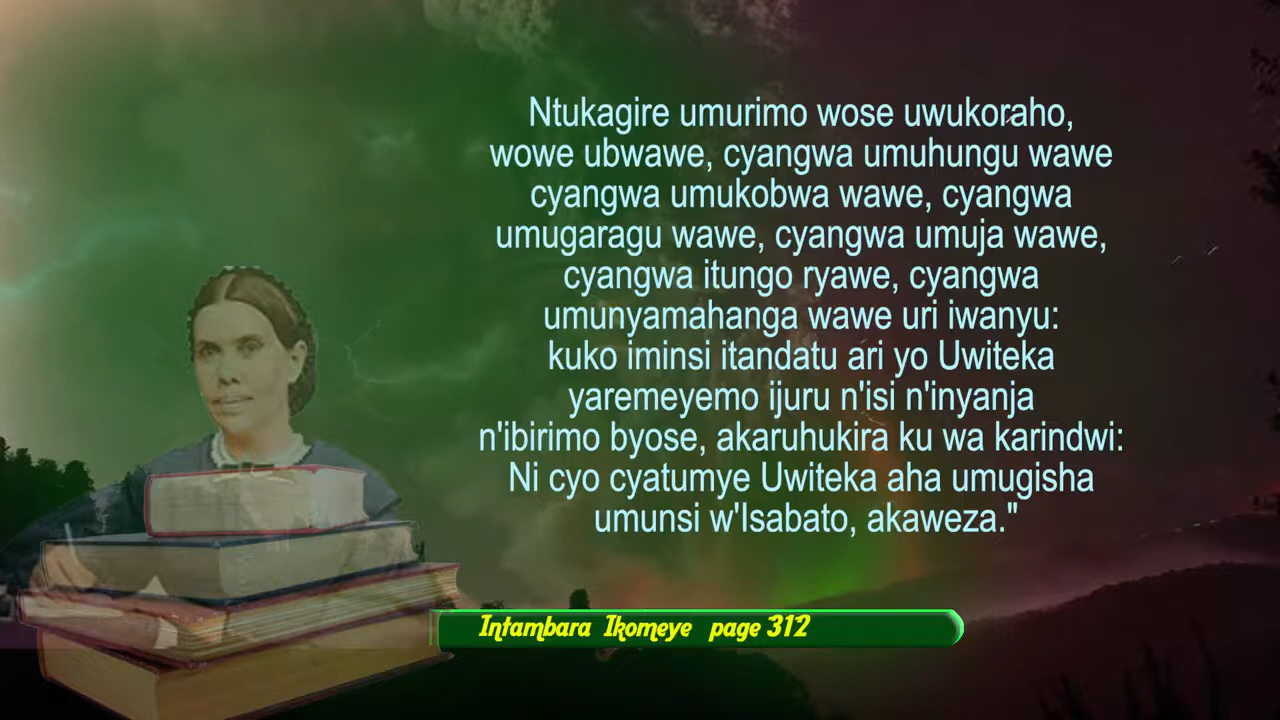 Ntukagire umurimo wose uwukoraho,
wowe ubwawe, cyangwa umuhungu wawe
cyangwa umukobwa wawe, cyangwa
umugaragu wawe, cyangwa umuja wawe,
cyangwa itungo ryawe, cyangwa
umunyamahanga wawe uri iwanyu:
kuko iminsi itandatu ari yo Uwiteka
yaremeyemo ijuru n'isi n'inyanja
n'ibirimo byose, akaruhukira ku wa karindwi:
Ni cyo cyatumye Uwiteka aha umugisha
umunsi w'Isabato, akaweza."
Intambara Ikomeye page 312